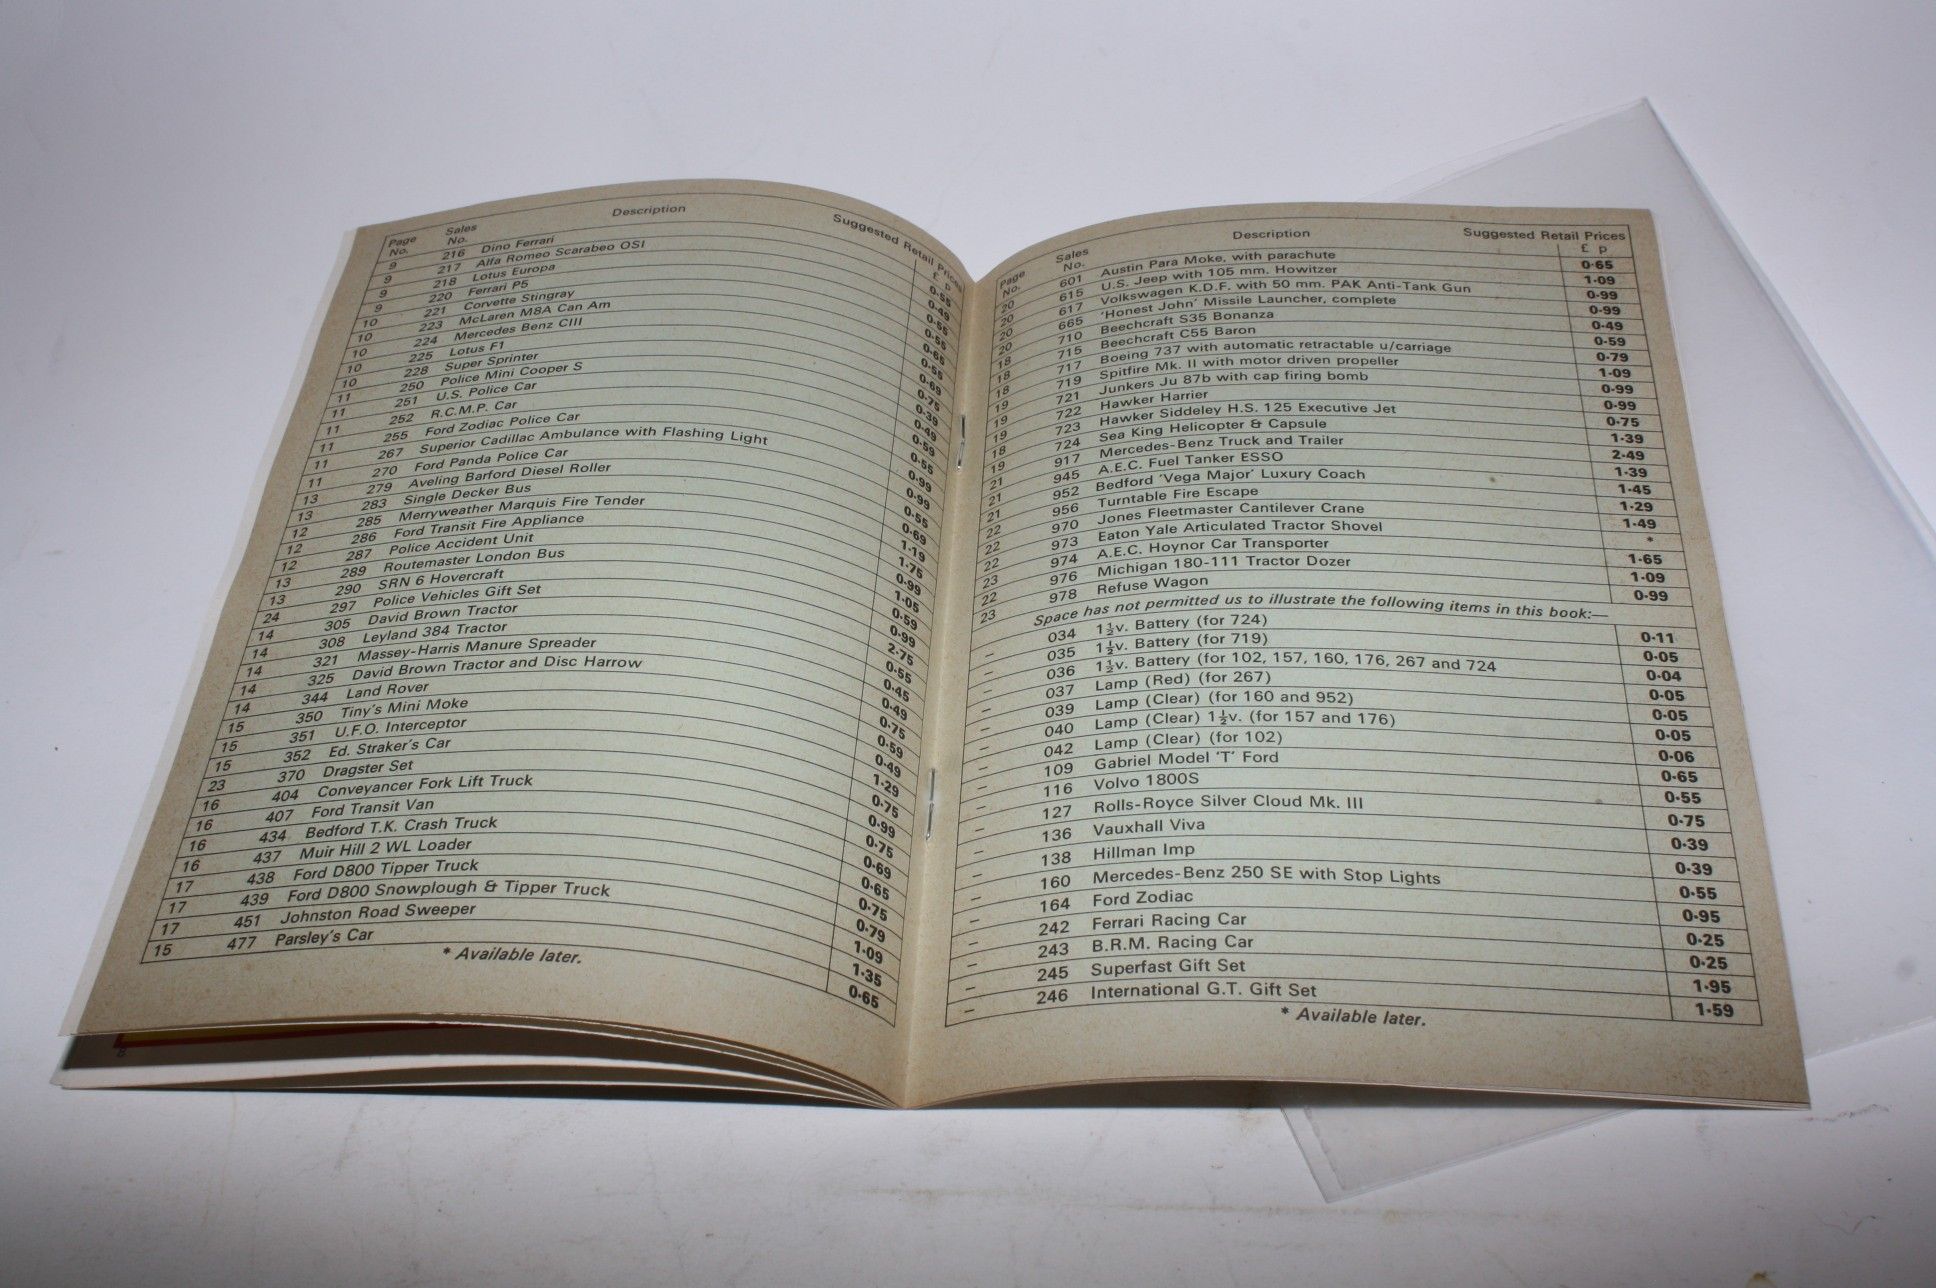 Page No. Sales No. Description Suggested Retail Prices
£ p
9 216 Dino Ferrari 0·55
9 217 Alfa Romeo Scarabeo OSI 0·49
9 218 Lotus Europa 0·55
9 220 Ferrari P5 0·55
10 221 Corvette Stingray 0·65
10 223 McLaren M8A Can Am 0·55
10 224 Mercedes Benz CIII 0·69
10 225 Lotus F1 0·75
10 228 Super Sprinter 0·39
11 250 Police Mini Cooper S 0·49
11 251 U.S. Police Car 0·59
11 252 R.C.M.P. Car 0·55
11 255 Ford Zodiac Police Car 0·99
11 267 Superior Cadillac Ambulance with Flashing Light 0·99
11 270 Ford Panda Police Car 0·55
13 279 Aveling Barford Diesel Roller 0·69
13 283 Single Decker Bus 1·19
12 285 Merryweather Marquis Fire Tender 1·75
12 286 Ford Transit Fire Appliance 0·99
12 287 Police Accident Unit 1·05
13 289 Routemaster London Bus 0·59
13 290 SRN 6 Hovercraft 0·99
24 297 Police Vehicles Gift Set 2·75
14 305 David Brown Tractor 0·55
14 308 Leyland 384 Tractor 0·45
14 321 Massey-Harris Manure Spreader 0·49
14 325 David Brown Tractor and Disc Harrow 0·75
14 344 Land Rover 0·59
15 350 Tiny's Mini Moke 0·49
15 351 U.F.O. Interceptor 1·29
15 352 Ed. Straker's Car 0·75
23 370 Dragster Set 0·99
16 404 Conveyancer Fork Lift Truck 0·75
16 407 Ford Transit Van 0·69
16 434 Bedford T.K. Crash Truck 0·65
16 437 Muir Hill 2 WL Loader 0·75
17 438 Ford D800 Tipper Truck 0·79
17 439 Ford D800 Snowplough & Tipper Truck 1·09
17 451 Johnston Road Sweeper 1·35
15 477 Parsley's Car 0·65
* Available later.
Page No. Sales No. Description Suggested Retail Prices
£ p
20 601 Austin Para Moke, with parachute 0·65
20 615 U.S. Jeep with 105 mm. Howitzer 1·09
20 617 Volkswagen K.D.F. with 50 mm. PAK Anti-Tank Gun 0·99
20 665 'Honest John' Missile Launcher, complete 0·99
18 710 Beechcraft S35 Bonanza 0·49
18 715 Beechcraft C55 Baron 0·59
18 717 Boeing 737 with automatic retractable u/carriage 0·79
19 719 Spitfire Mk. II with motor driven propeller 1·09
19 721 Junkers Ju 87b with cap firing bomb 0·99
19 722 Hawker Harrier 0·99
18 723 Hawker Siddeley H.S. 125 Executive Jet 0·75
19 724 Sea King Helicopter & Capsule 1·39
21 917 Mercedes-Benz Truck and Trailer 2·49
21 945 A.E.C. Fuel Tanker ESSO 1·39
21 952 Bedford 'Vega Major' Luxury Coach 1·45
22 956 Turntable Fire Escape 1·29
22 970 Jones Fleetmaster Cantilever Crane 1·49
22 973 Eaton Yale Articulated Tractor Shovel *
23 974 A.E.C. Hoynor Car Transporter 1·65
22 976 Michigan 180-111 Tractor Dozer 1·09
23 978 Refuse Wagon 0·99
Space has not permitted us to illustrate the following items in this book:—
– 034 1½v. Battery (for 724) 0·11
– 035 1½v. Battery (for 719) 0·05
– 036 1½v. Battery (for 102, 157, 160, 176, 267 and 724 0·04
– 037 Lamp (Red) (for 267) 0·05
– 039 Lamp (Clear) (for 160 and 952) 0·05
– 040 Lamp (Clear) 1½v. (for 157 and 176) 0·05
– 042 Lamp (Clear) (for 102) 0·06
– 109 Gabriel Model 'T' Ford 0·65
– 116 Volvo 1800S 0·55
– 127 Rolls-Royce Silver Cloud Mk. III 0·75
– 136 Vauxhall Viva 0·39
– 138 Hillman Imp 0·39
– 160 Mercedes-Benz 250 SE with Stop Lights 0·55
– 164 Ford Zodiac 0·95
– 242 Ferrari Racing Car 0·25
– 243 B.R.M. Racing Car 0·25
– 245 Superfast Gift Set 1·95
– 246 International G.T. Gift Set 1·59
* Available later.